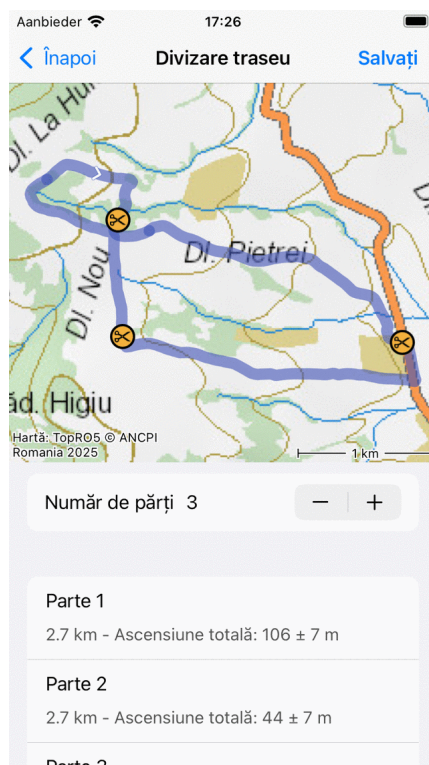 Aanbieder
17:26
Înapoi
Divizare traseu
Salvați
Dl. La
Dl. Pietrei
Dl. Nou
ăd. Higiu
Hartă: TopRO5 © ANCPI
Romania 2025
1 km
Număr de părți 3
Parte 1
2.7 km - Ascensiune totală: 106 ± 7 m
Parte 2
2.7 km - Ascensiune totală: 44 ± 7 m
Parte 3